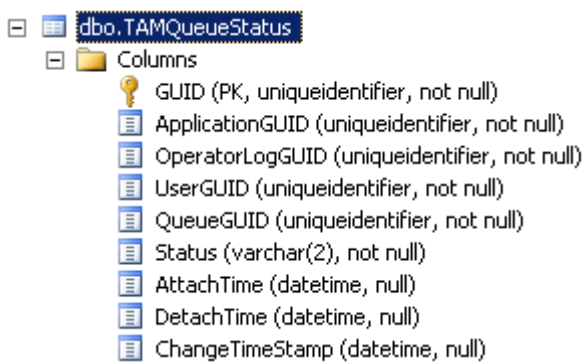 dbo.TAMQueueStatus
Columns
GUID (PK, uniqueidentifier, not null)
ApplicationGUID (uniqueidentifier, not null)
OperatorLogGUID (uniqueidentifier, not null)
UserGUID (uniqueidentifier, not null)
QueueGUID (uniqueidentifier, not null)
Status (varchar(2), not null)
AttachTime (datetime, null)
DetachTime (datetime, null)
ChangeTimeStamp (datetime, null)